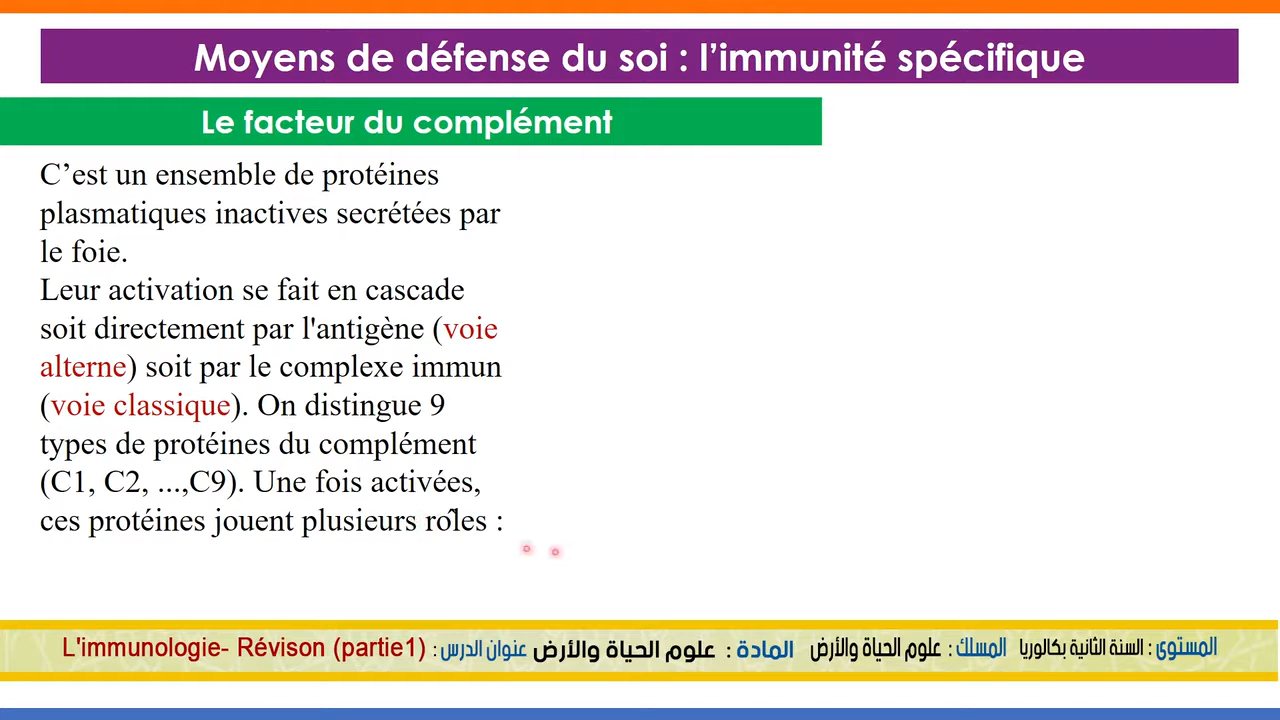 Moyens de défense du soi : l’immunité spécifique
Le facteur du complément
C’est un ensemble de protéines
plasmatiques inactives secrétées par
le foie.
Leur activation se fait en cascade
soit directement par l'antigène (voie
alterne) soit par le complexe immun
(voie classique). On distingue 9
types de protéines du complément
(C1, C2, ...,C9). Une fois activées,
ces protéines jouent plusieurs rôles :
المستوى : السنة الثانية بكالوريا المسلك : علوم الحياة والأرض المادة : علوم الحياة والأرض عنوان الدرس : L'immunologie- Révison (partie1)